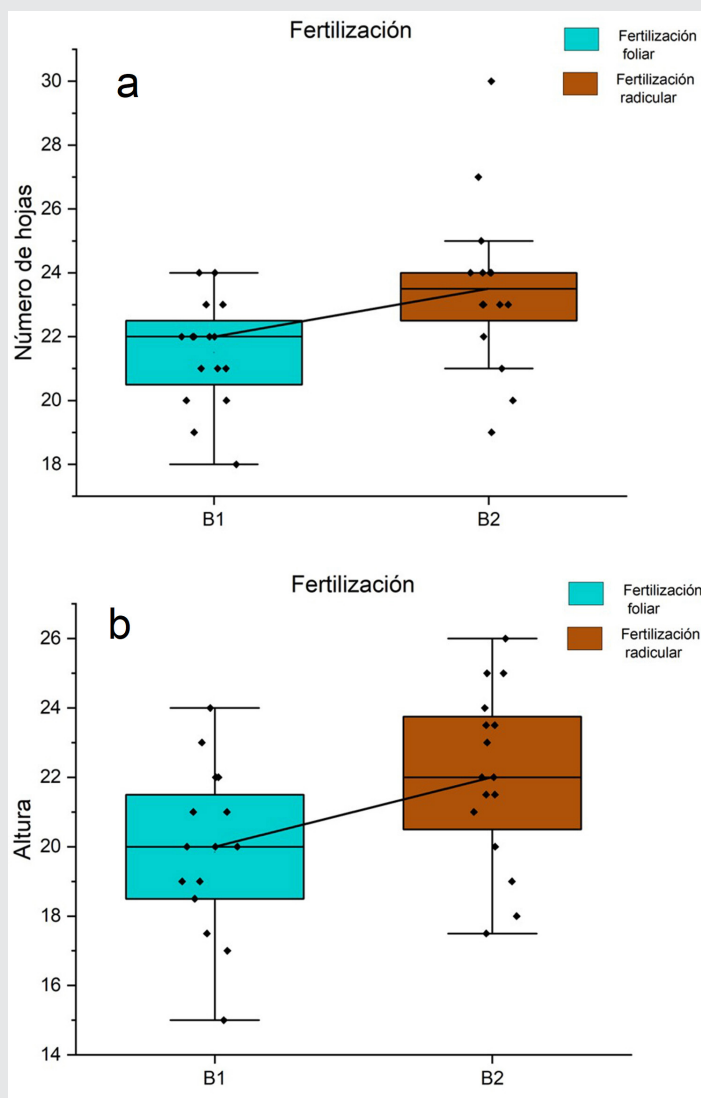 Fertilización
Fertilización
foliar
Fertilización
radicular
a
30
28
26
24
22
20
18
Número de hojas
B1
B2
Fertilización
Fertilización
foliar
Fertilización
radicular
b
26
24
22
20
18
16
14
Altura
B1
B2